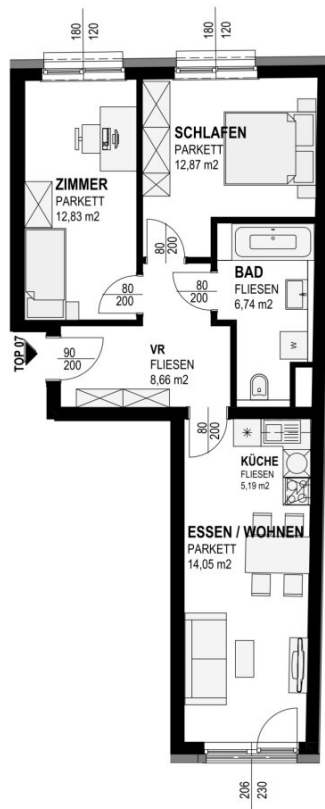 180
120
180
120
SCHLAFEN
PARKETT
12,87 m2
ZIMMER
PARKETT
12,83 m2
80
200
80
200
80
200
BAD
FLIESEN
6,74 m2
W
TOP 07
90
200
VR
FLIESEN
8,66 m2
80
200
KÜCHE
FLIESEN
5,19 m2
ESSEN / WOHNEN
PARKETT
14,05 m2
206
230